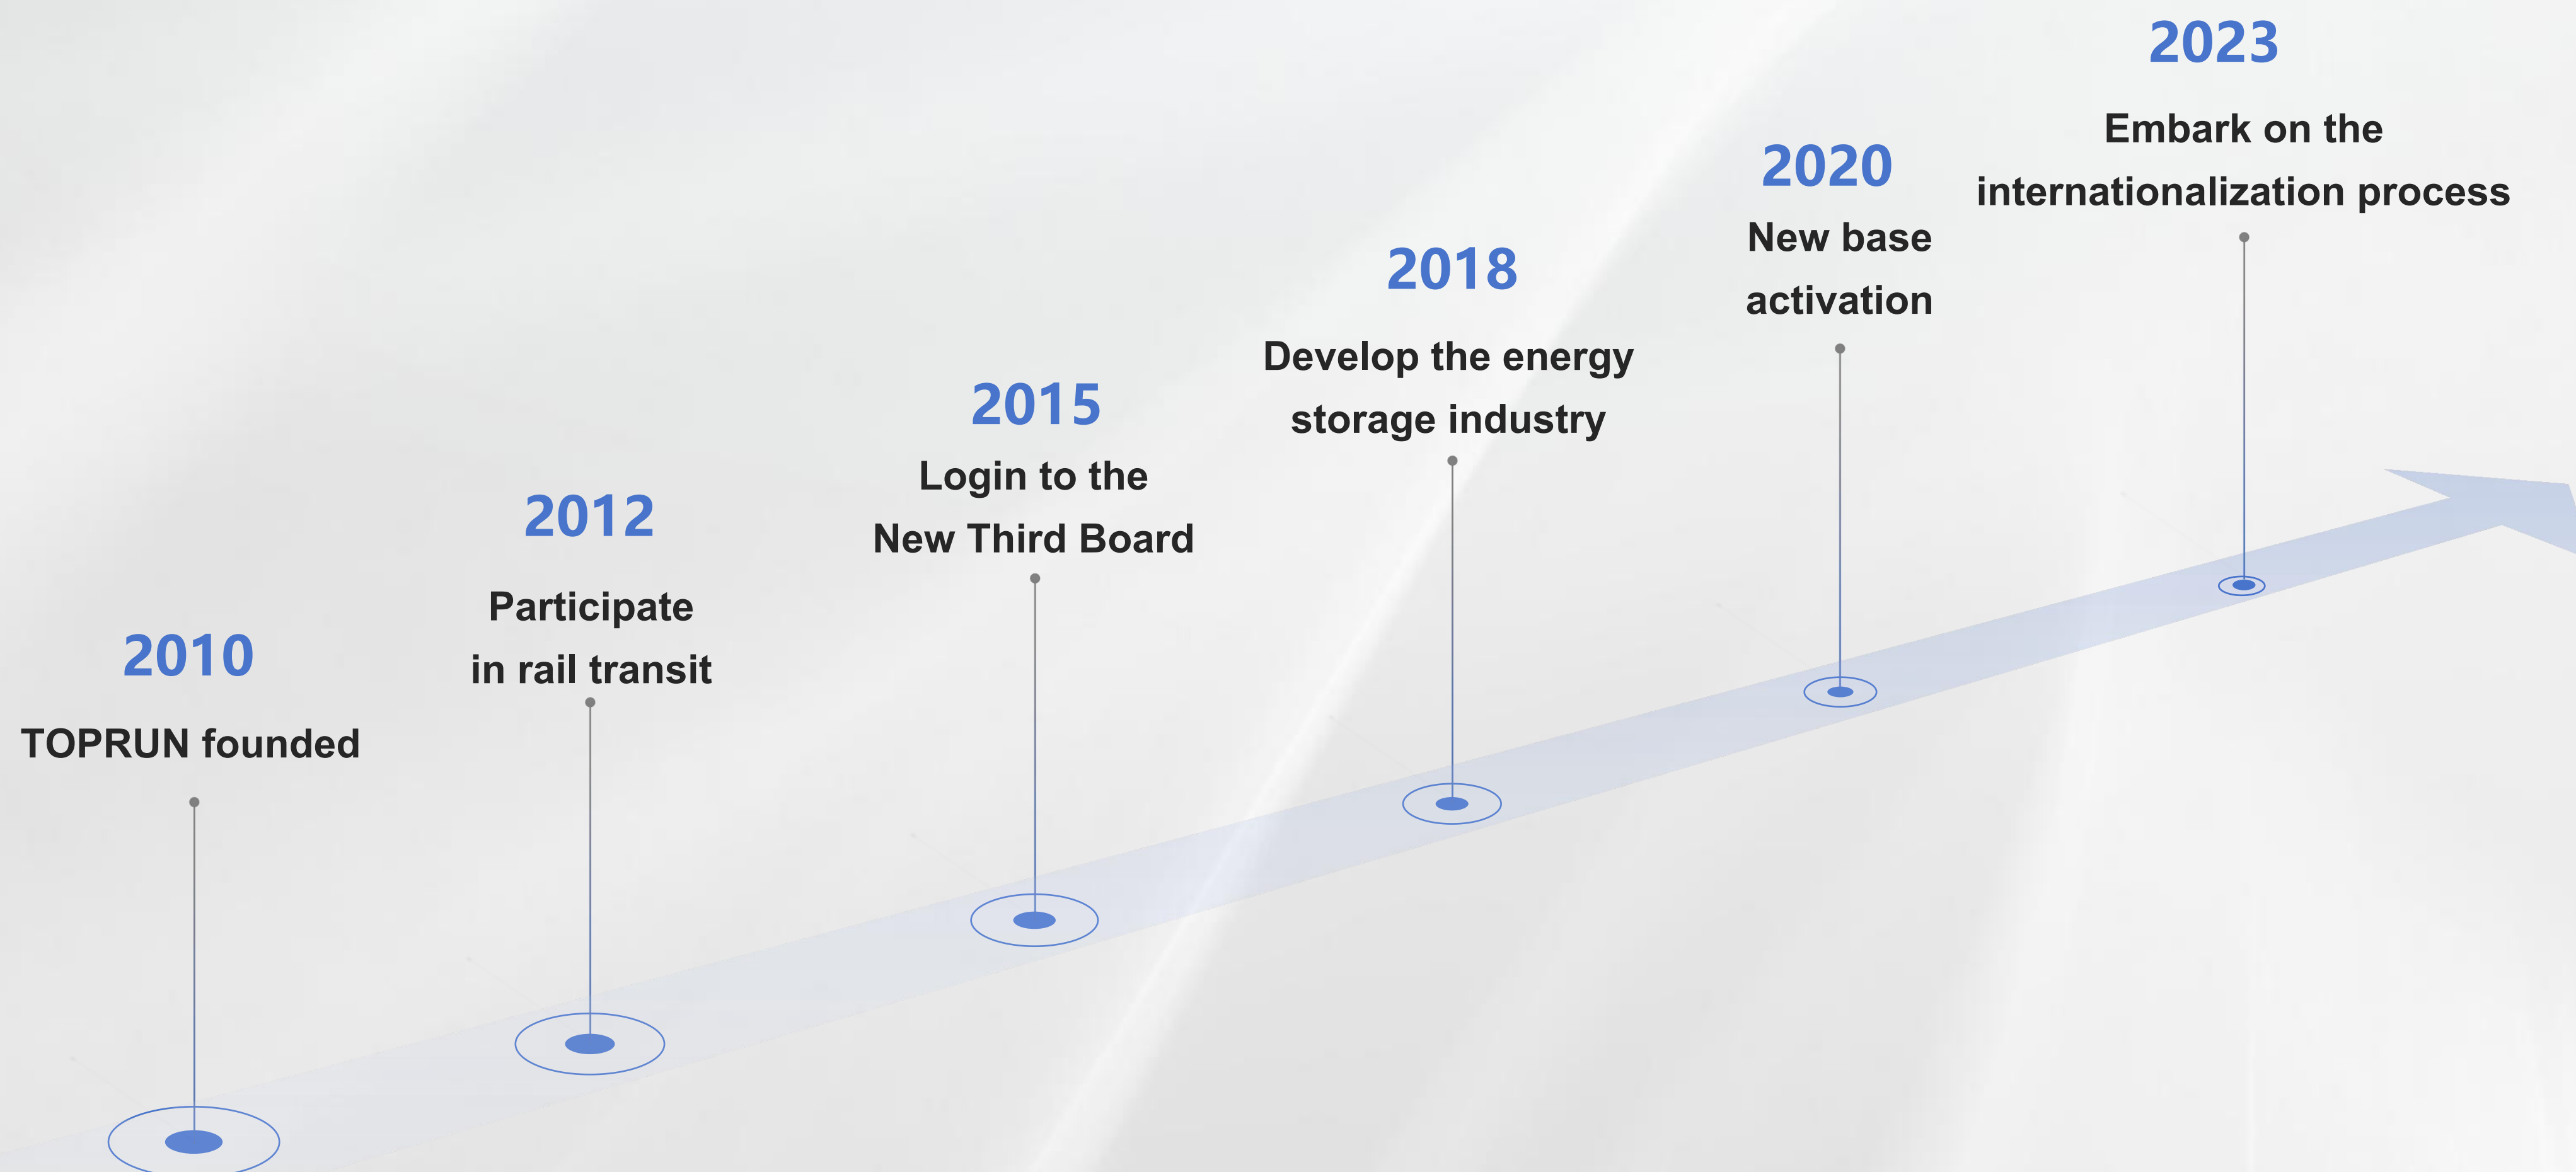 2010
TOPRUN founded
2012
Participate
in rail transit
2015
Login to the
New Third Board
2018
Develop the energy
storage industry
2020
New base
activation
2023
Embark on the
internationalization process